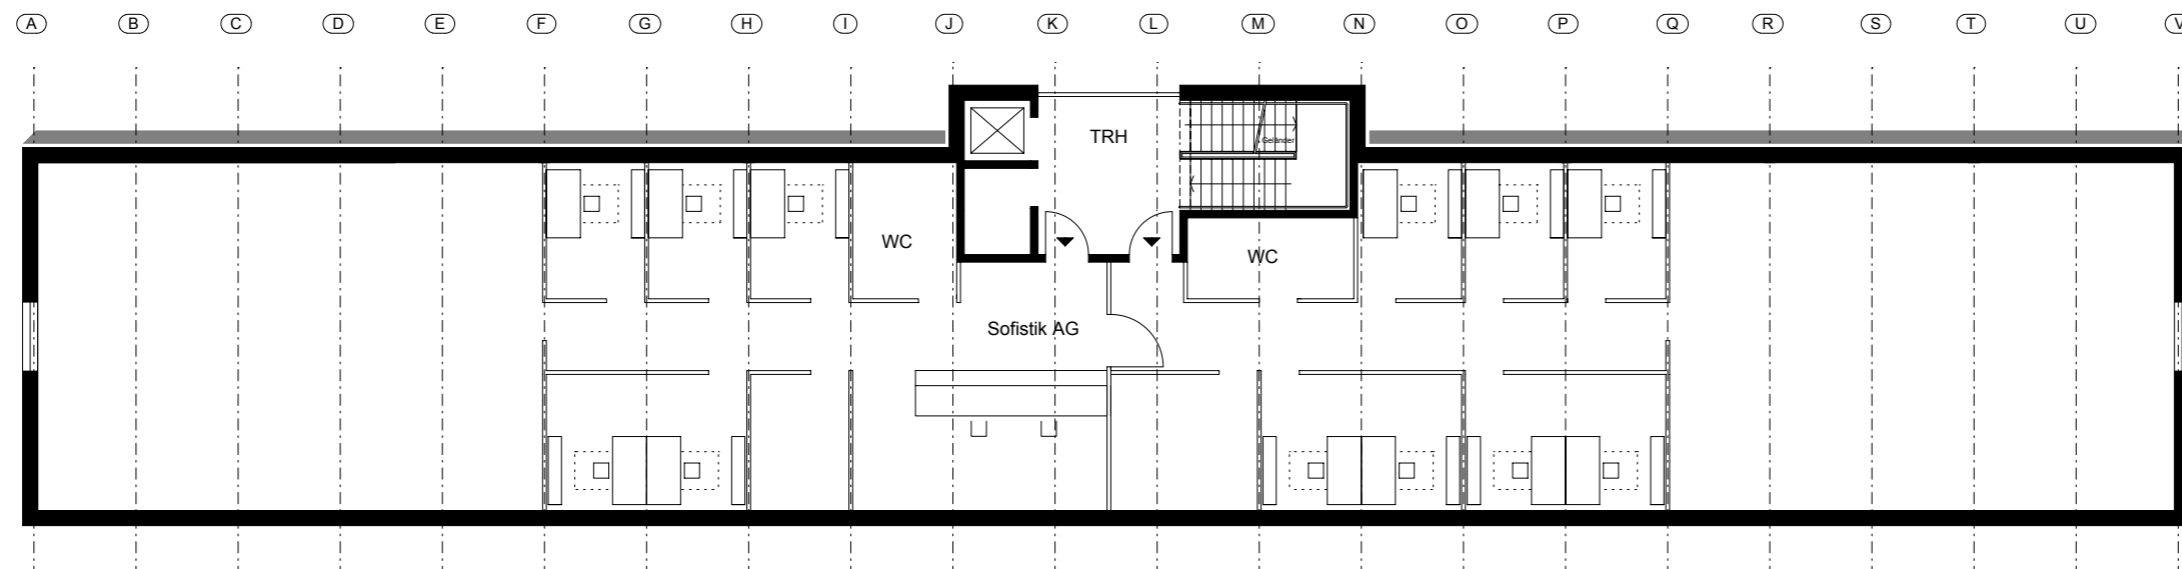 A B C D E F G H I J K L M N O P Q R S T U V
TRH
Geländer
WC
WC
Sofistik AG